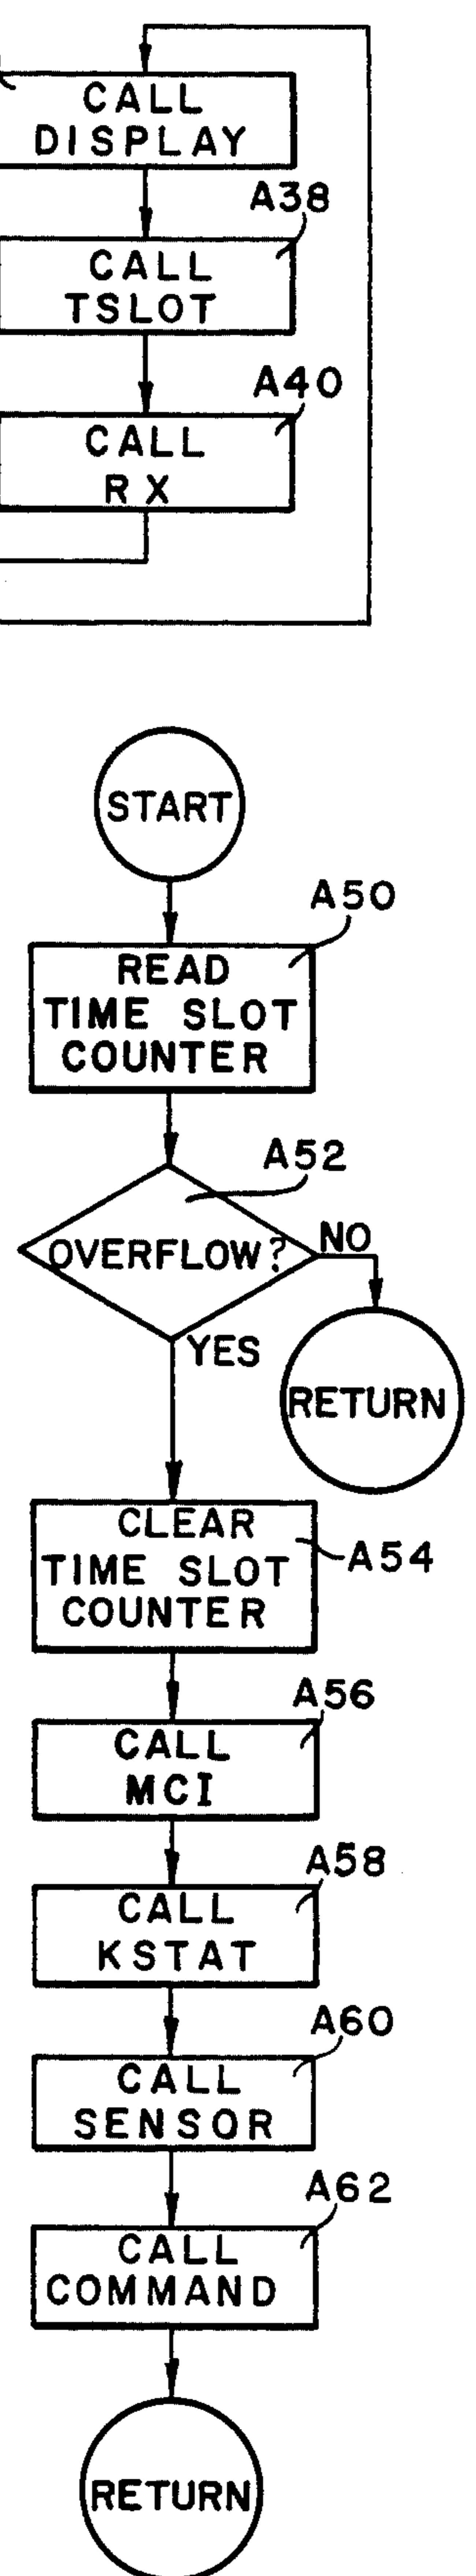 CALL
DISPLAY
A38
CALL
TSLOT
A40
CALL
RX
START
A50
READ
TIME SLOT
COUNTER
A52
OVERFLOW?
NO
YES
RETURN
CLEAR
TIME SLOT
COUNTER
A54
A56
CALL
MCI
A58
CALL
KSTAT
A60
CALL
SENSOR
A62
CALL
COMMAND
RETURN